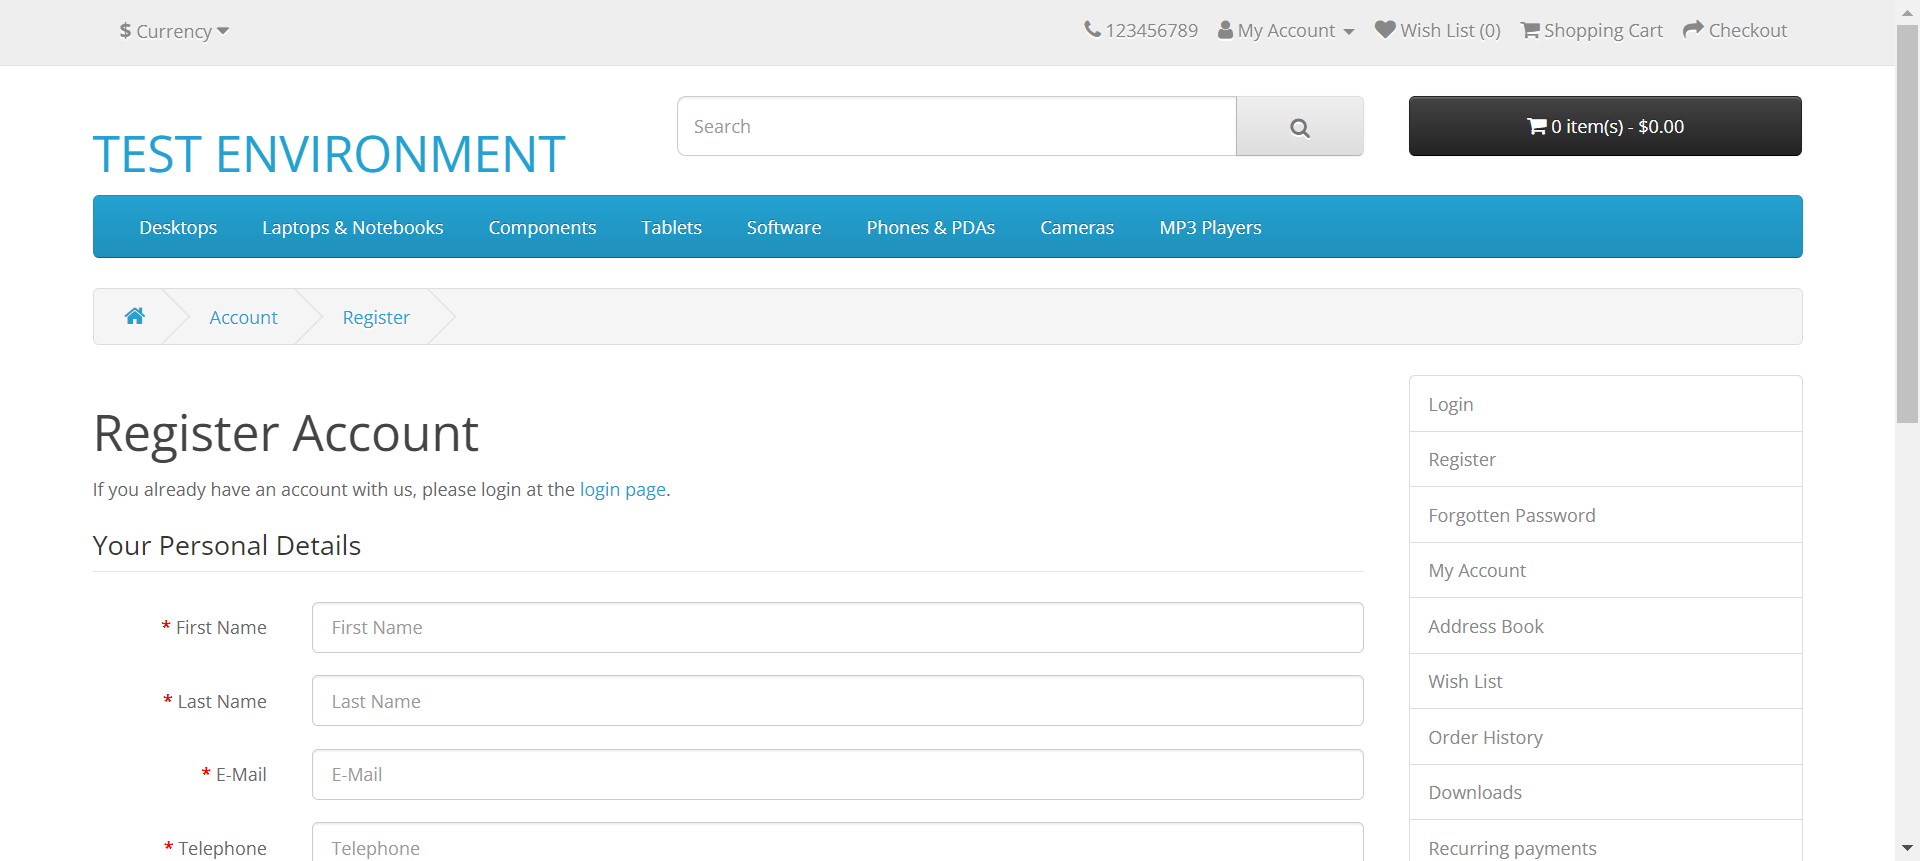 $ Currency
123456789 My Account Wish List (0) Shopping Cart Checkout
TEST ENVIRONMENT
Search
0 item(s) - $0.00
Desktops Laptops & Notebooks Components Tablets Software Phones & PDAs Cameras MP3 Players
Account Register
Register Account
If you already have an account with us, please login at the login page.
Your Personal Details
* First Name First Name
* Last Name Last Name
* E-Mail E-Mail
* Telephone Telephone
Login
Register
Forgotten Password
My Account
Address Book
Wish List
Order History
Downloads
Recurring payments